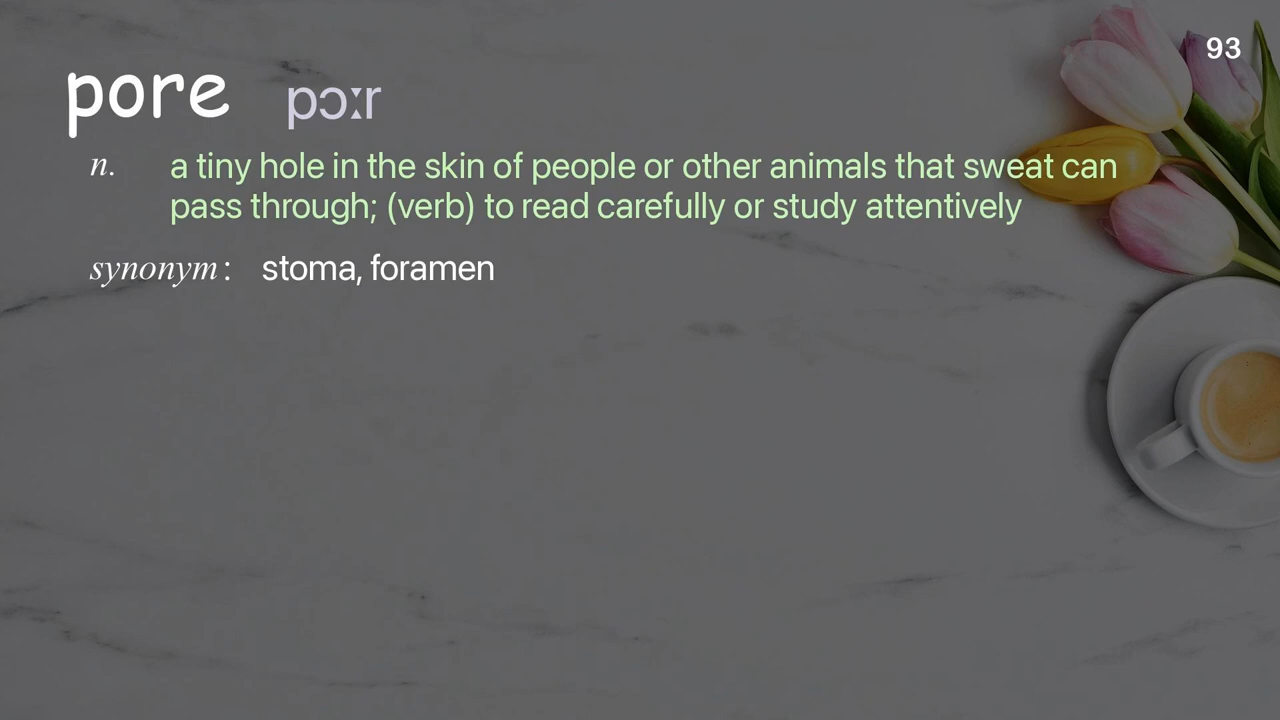 93
pore pɔːr
n. a tiny hole in the skin of people or other animals that sweat can
pass through; (verb) to read carefully or study attentively
synonym: stoma, foramen